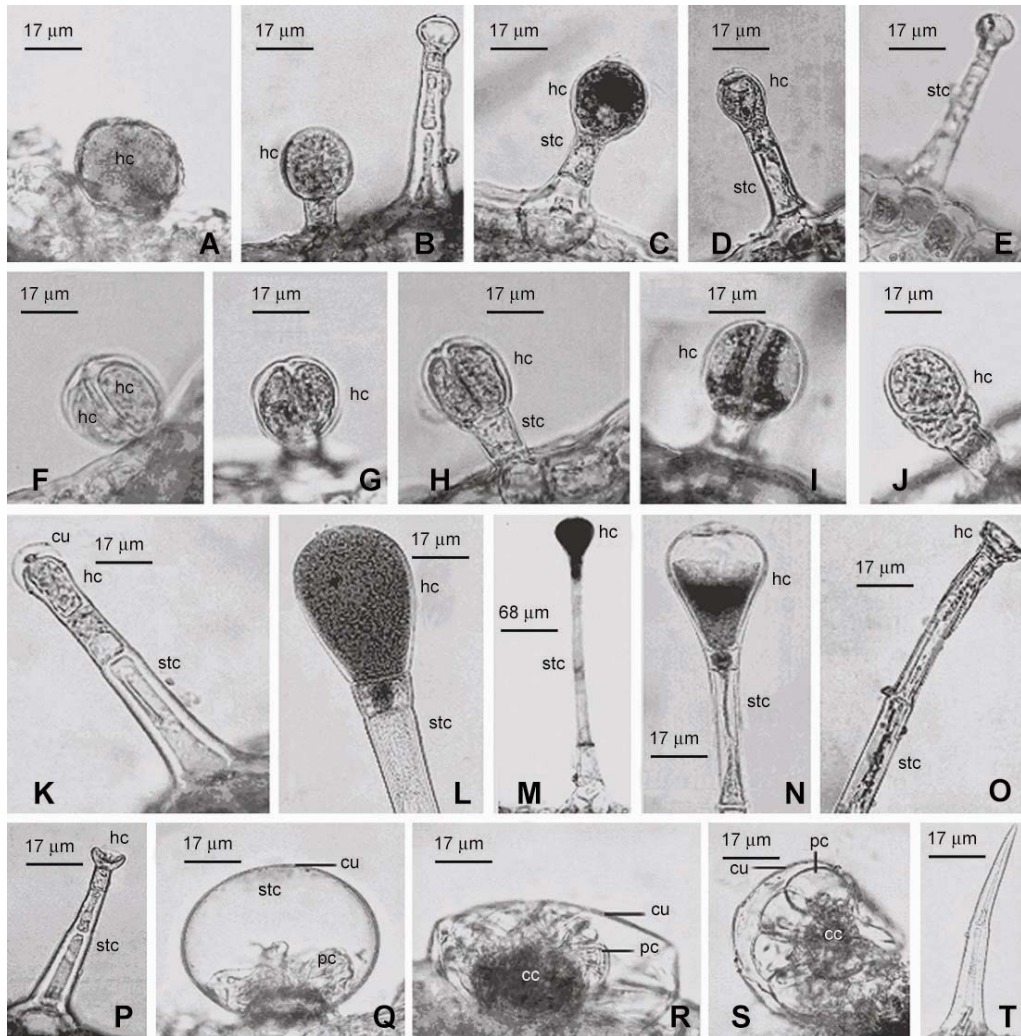 17 μm
hc
A
17 μm
hc
B
17 μm
hc
stc
C
17 μm
stc
D
17 μm
stc
E
17 μm
hc
hc
F
17 μm
G
17 μm
hc
stc
H
17 μm
hc
I
17 μm
hc
J
cu
17 μm
hc
stc
K
17 μm
hc
stc
L
hc
68 μm
stc
M
17 μm
hc
stc
17 μm
N
17 μm
hc
stc
O
17 μm
hc
stc
P
17 μm
cu
stc
pc
Q
17 μm
cu
pc
cc
R
17 μm
pc
cu
cc
S
17 μm
T